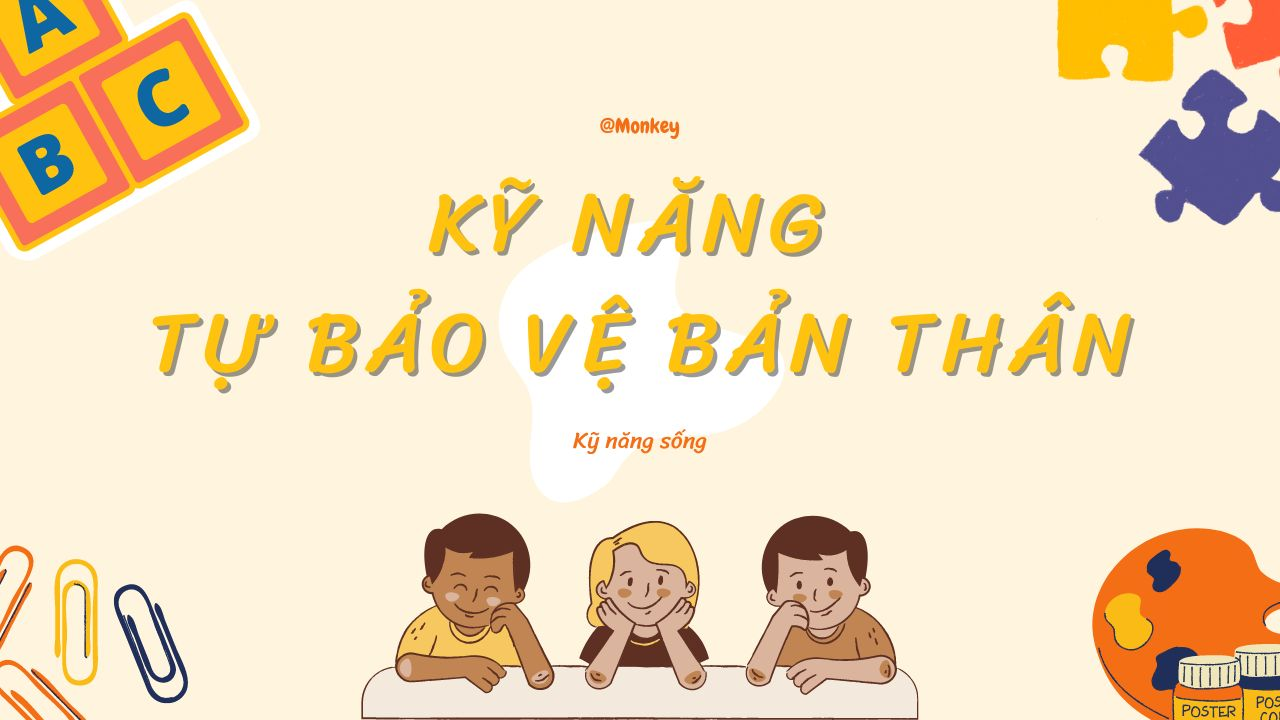 A
B
C
@Monkey
KỸ NĂNG
TỰ BẢO VỆ BẢN THÂN
Kỹ năng sống
POSTER